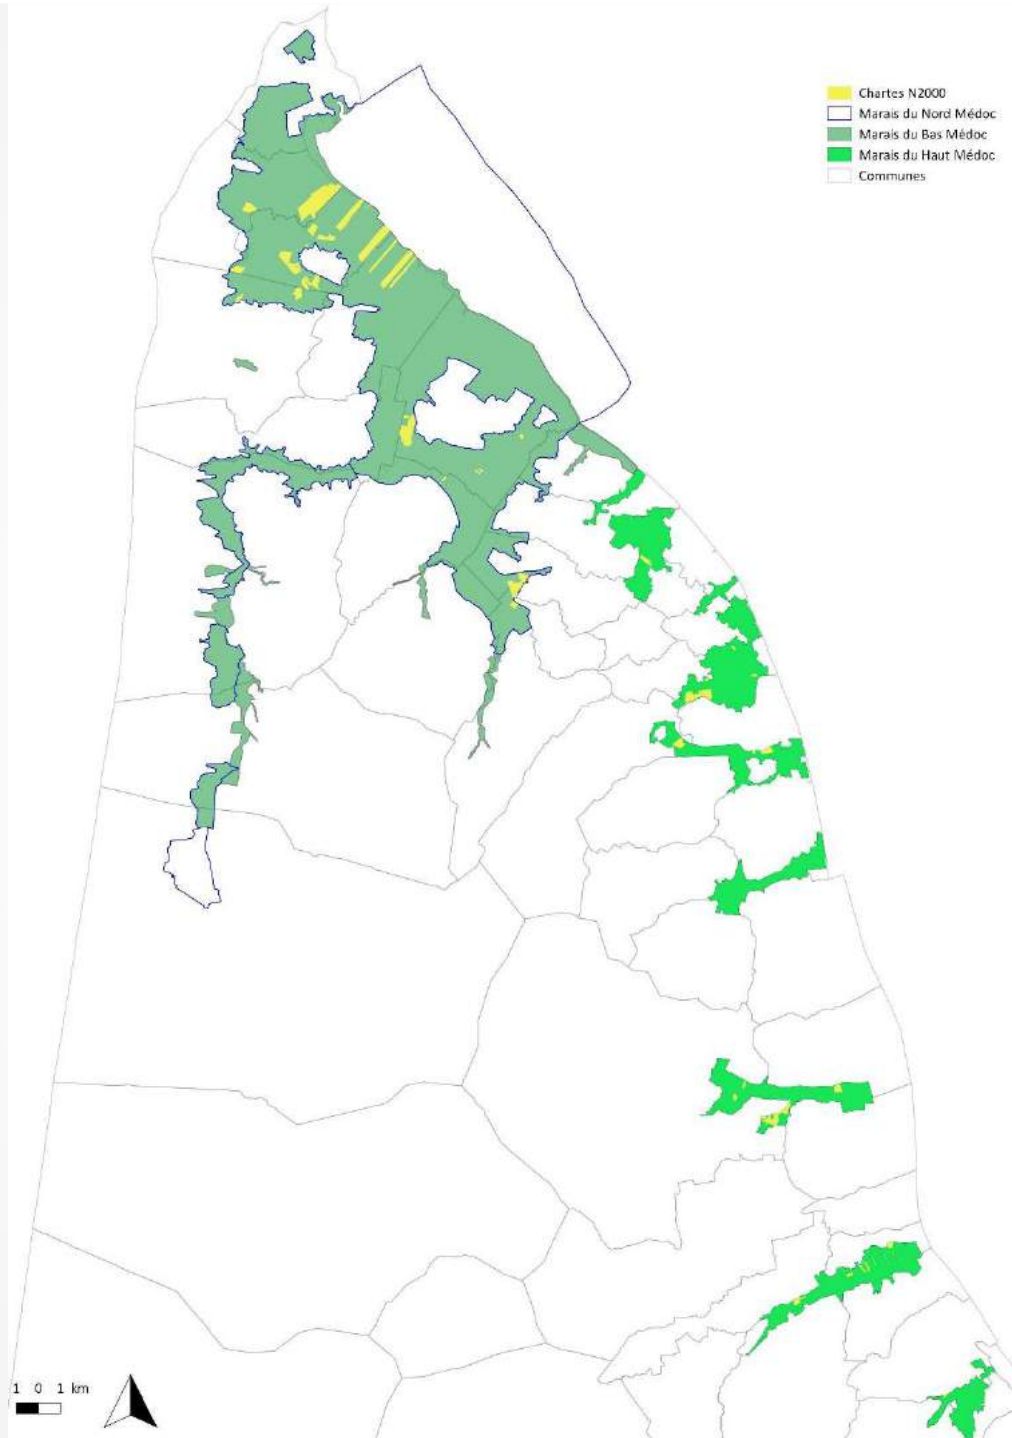 Chartes N2000
Marais du Nord Médoc
Marais du Bas Médoc
Marais du Haut Médoc
Communes
1 0 1 km